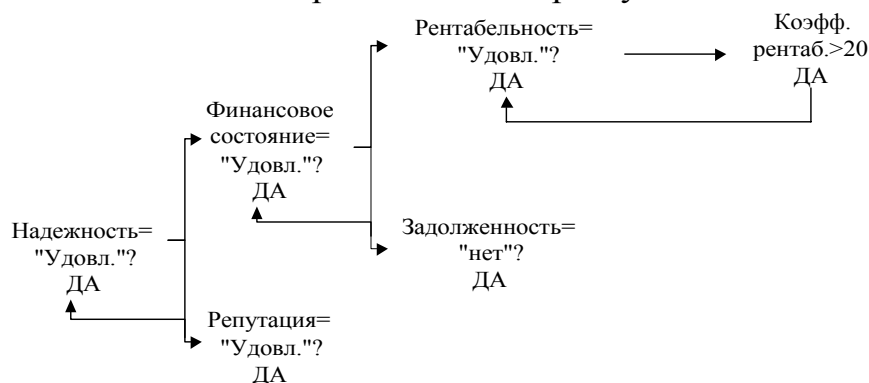 Коэфф.
рентаб.>20
ДА
Рентабельность=
"Удовл."?
ДА
Финансовое
состояние=
"Удовл."?
ДА
Надежность=
"Удовл."?
ДА
Задолженность=
"нет"?
ДА
Репутация=
"Удовл."?
ДА